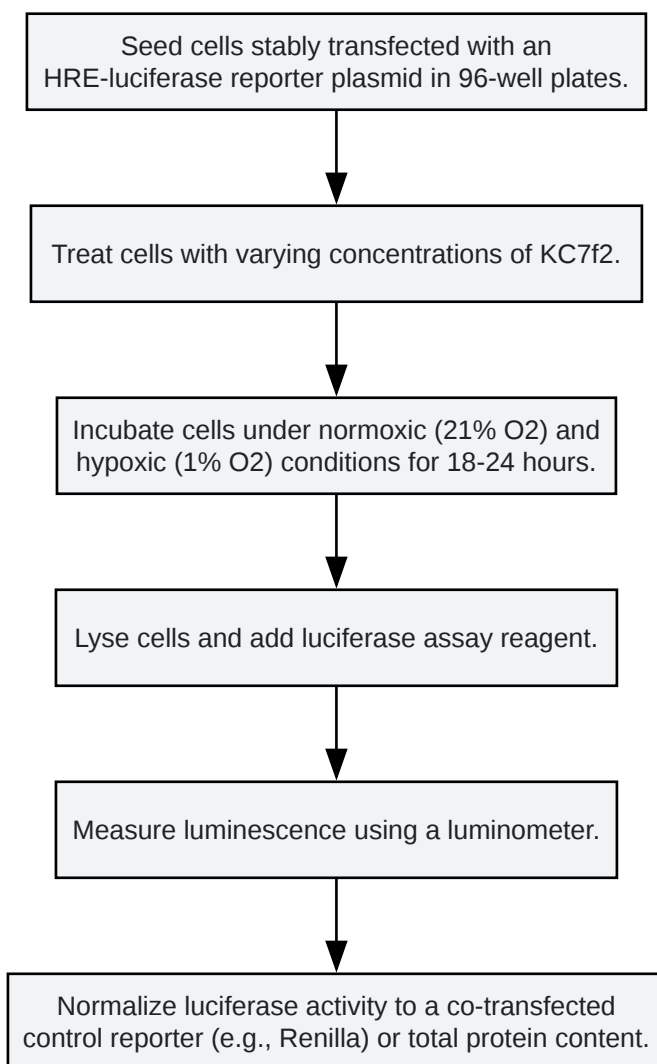 Seed cells stably transfected with an
HRE-luciferase reporter plasmid in 96-well plates.
Treat cells with varying concentrations of KC7f2.
Incubate cells under normoxic (21% O2) and
hypoxic (1% O2) conditions for 18-24 hours.
Lyse cells and add luciferase assay reagent.
Measure luminescence using a luminometer.
Normalize luciferase activity to a co-transfected
control reporter (e.g., Renilla) or total protein content.